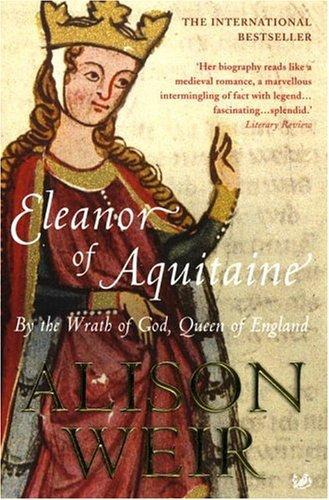 THE INTERNATIONAL
BESTSELLER
'Her biography reads like a
medieval romance, a marvellous
intermingling of fact with legend...
fascinating...splendid.'
Literary Review
Eleanor
of Aquitaine
By the Wrath of God, Queen of England
ALISON
WEIR